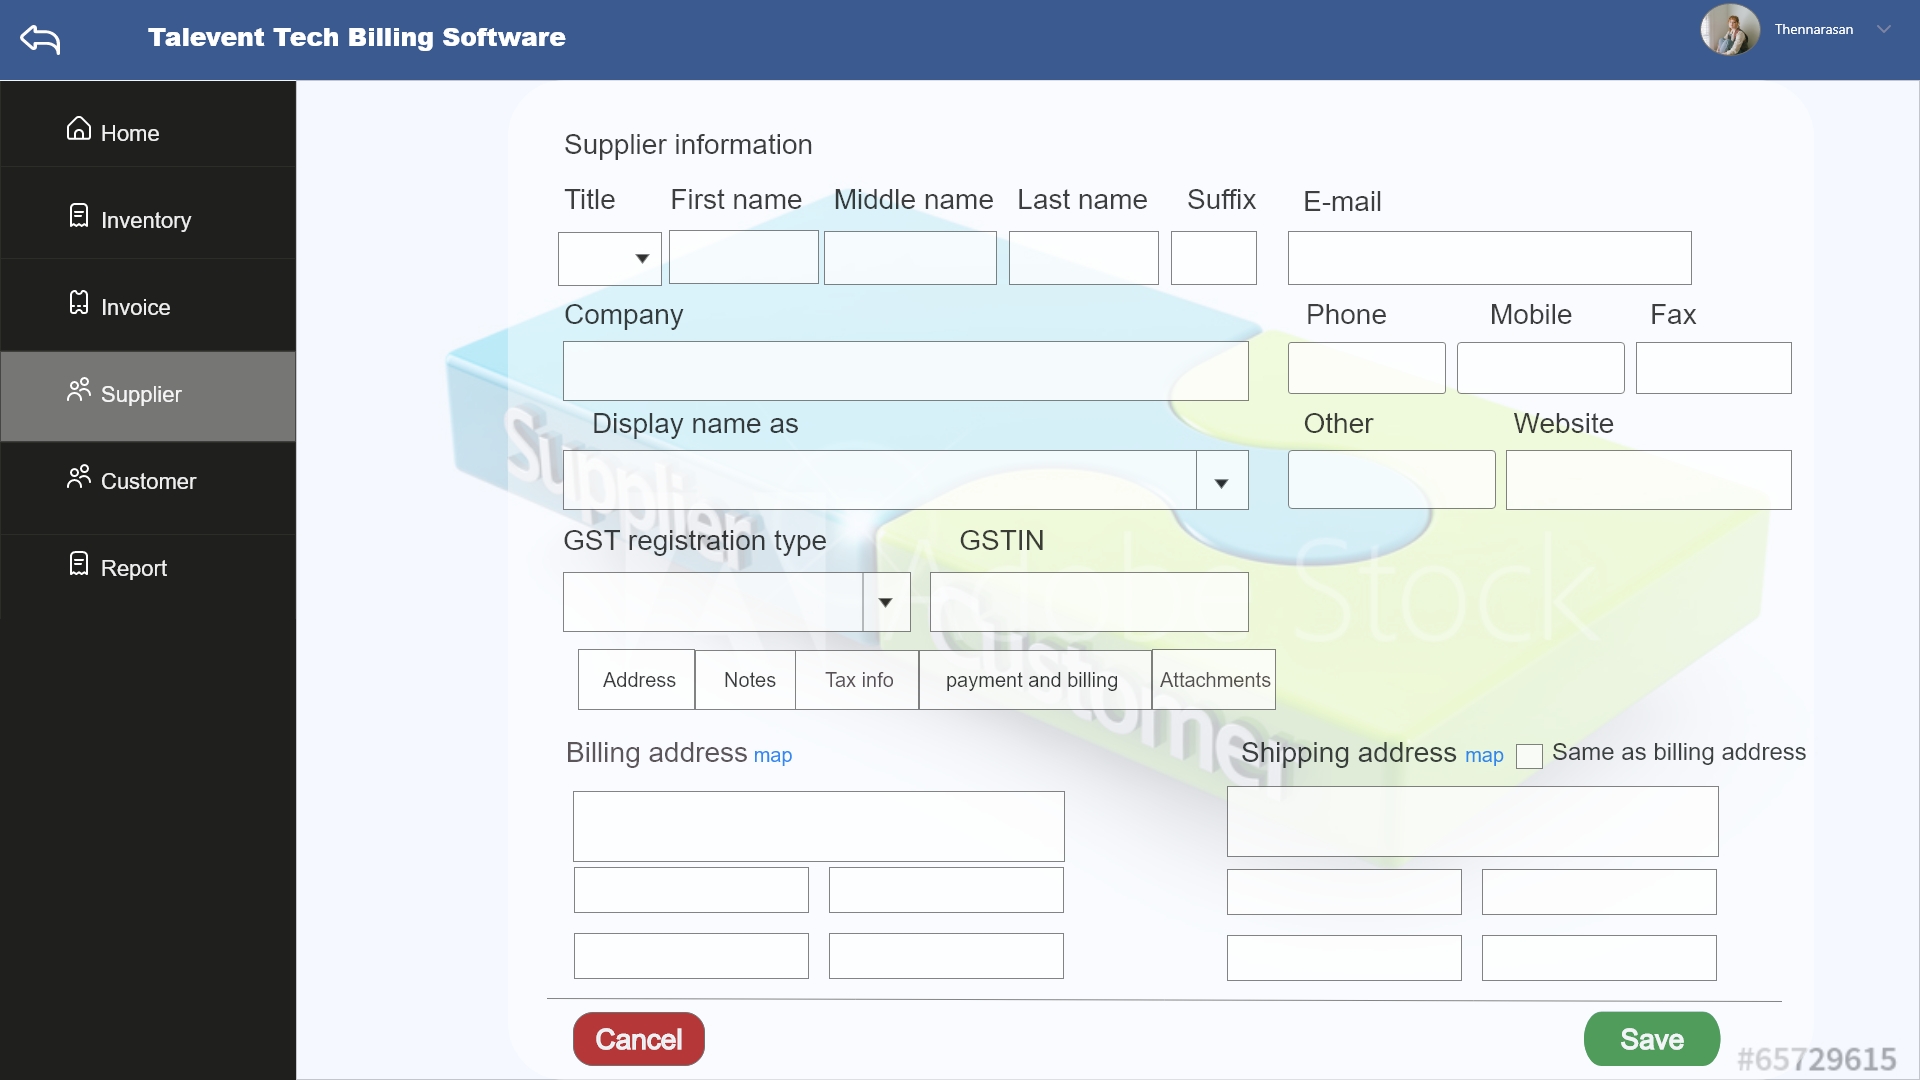 Talevent Tech Billing Software
Thennarasan
Home
Inventory
Invoice
Supplier
Customer
Report
Supplier information
Title First name Middle name Last name Suffix E-mail
Company Phone Mobile Fax
Display name as Other Website
Supplier
GST registration type GSTIN
Adobe Stock
Customer
Address Notes Tax info payment and billing Attachments
Billing address map Shipping address map Same as billing address
Cancel Save
#65729615